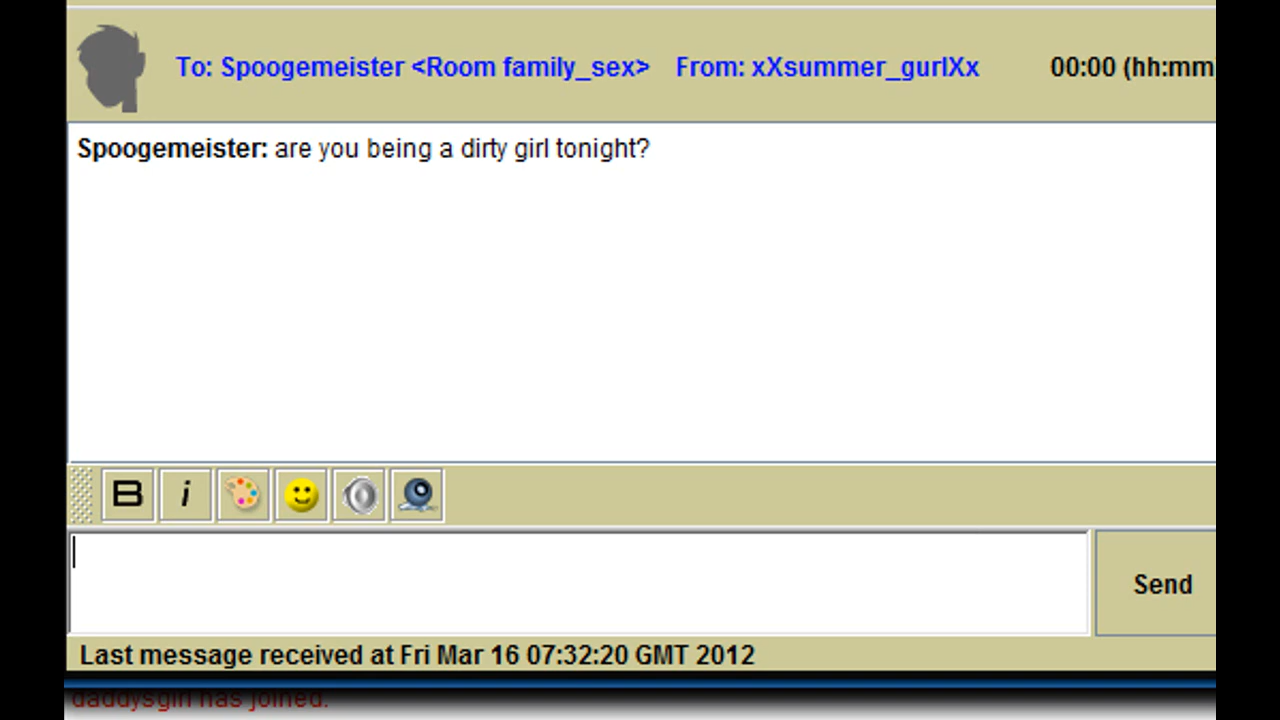 To: Spoogemeister <Room family_sex> From: xXsummer_gurlXx 00:00 (hh:mm
Spoogemeister: are you being a dirty girl tonight?
B i
Send
Last message received at Fri Mar 16 07:32:20 GMT 2012
daddysgirl has joined.